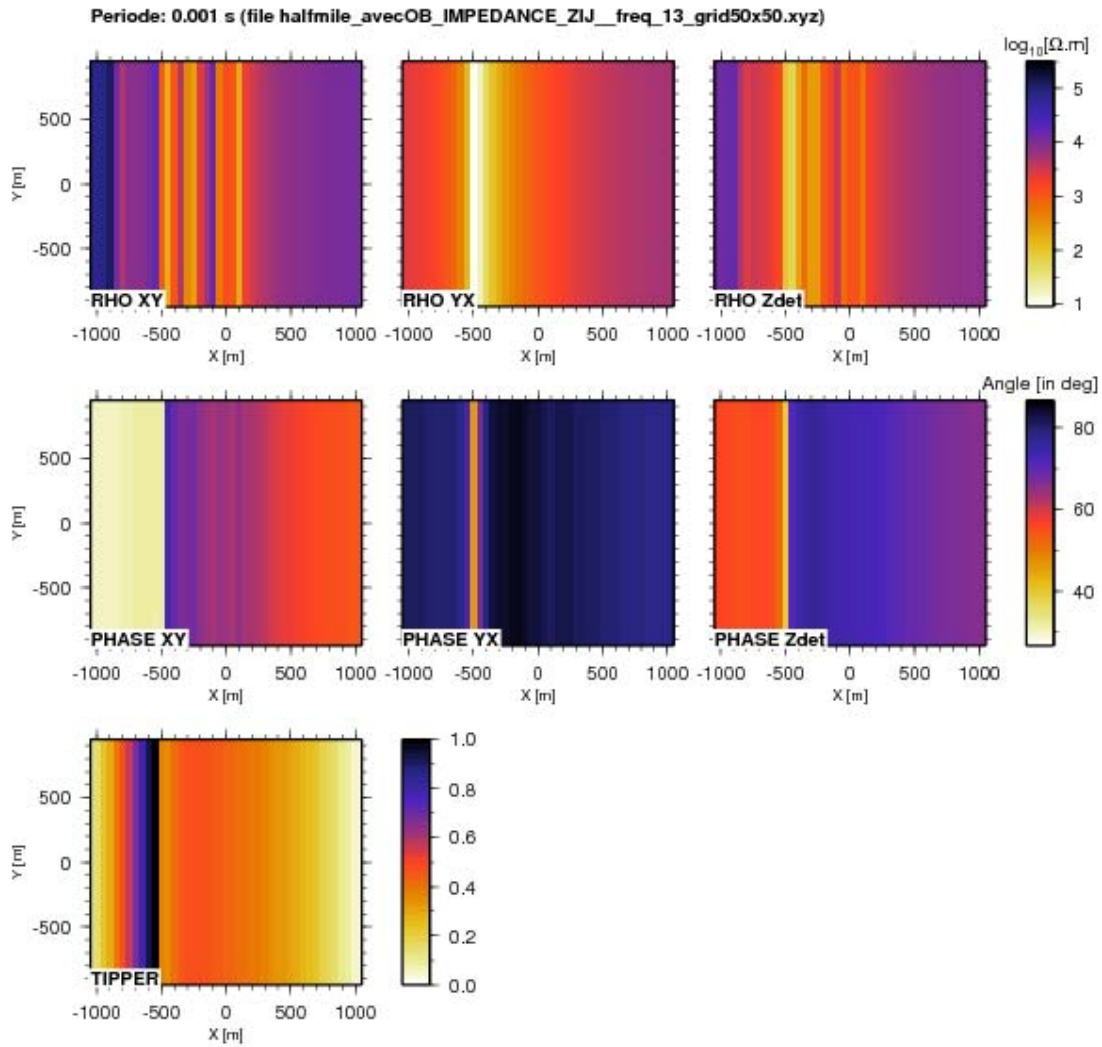 Periode: 0.001 s (file halfmile_avecOB_IMPEDANCE_ZIJ__freq_13_grid50x50.xyz)
log10[Ω.m]
500
0
-500
Y [m]
RHO XY
RHO YX
RHO Zdet
5
4
3
2
1
-1000 -500 0 500 1000
-1000 -500 0 500 1000
-1000 -500 0 500 1000
X [m]
X [m]
X [m]
Angle [in deg]
500
0
-500
Y [m]
PHASE XY
PHASE YX
PHASE Zdet
80
60
40
-1000 -500 0 500 1000
-1000 -500 0 500 1000
-1000 -500 0 500 1000
X [m]
X [m]
X [m]
500
0
-500
Y [m]
TIPPER
1.0
0.8
0.6
0.4
0.2
0.0
-1000 -500 0 500 1000
X [m]